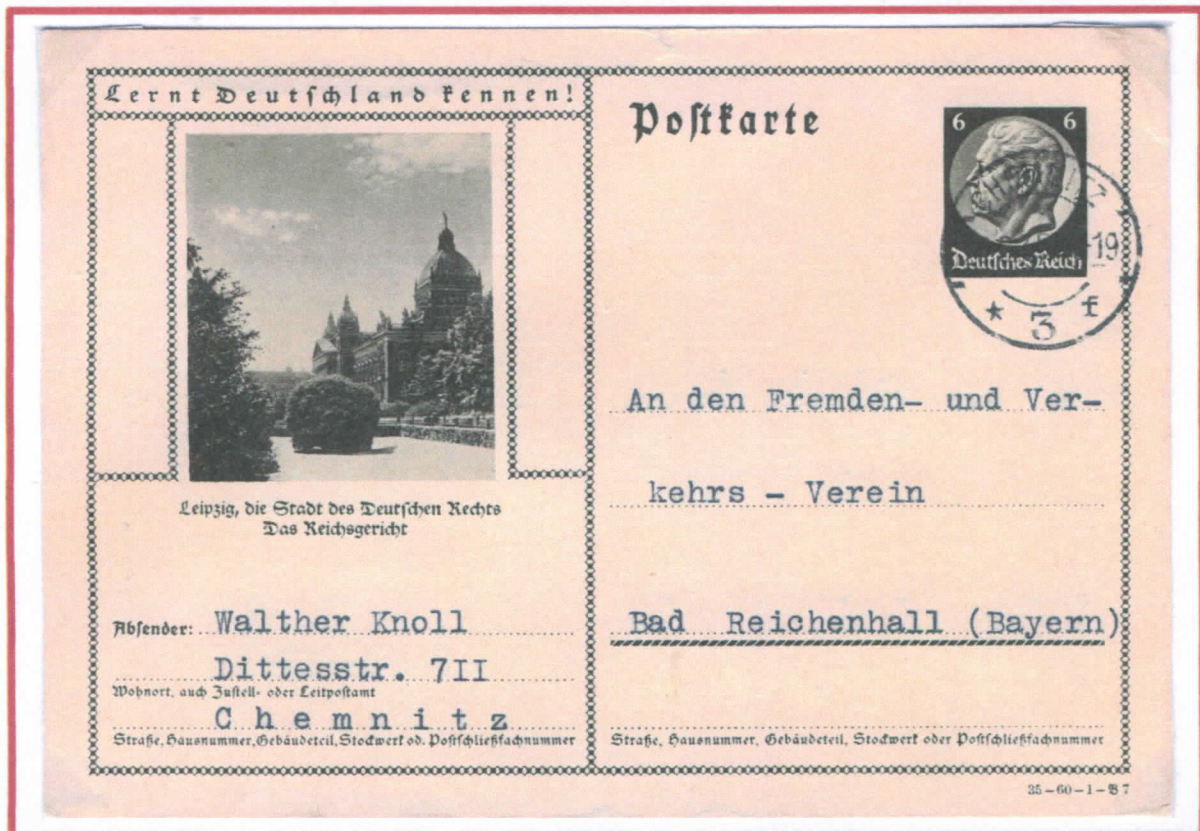 Lernt Deutschland kennen!
Leipzig, die Stadt des Deutschen Rechts
Das Reichsgericht
Absender: Walther Knoll
Dittesstr. 7II
Wohnort, auch Zustell- oder Leitpostamt
Chemnitz
Straße, Hausnummer, Gebäudeteil, Stockwerk od. Postschließfachnummer
Postkarte
6 6
Deutsches Reich
-19
* 3 f
An den Fremden- und Ver-
kehrs - Verein
Bad Reichenhall (Bayern)
Straße, Hausnummer, Gebäudeteil, Stockwerk oder Postschließfachnummer
35-60-1-B7